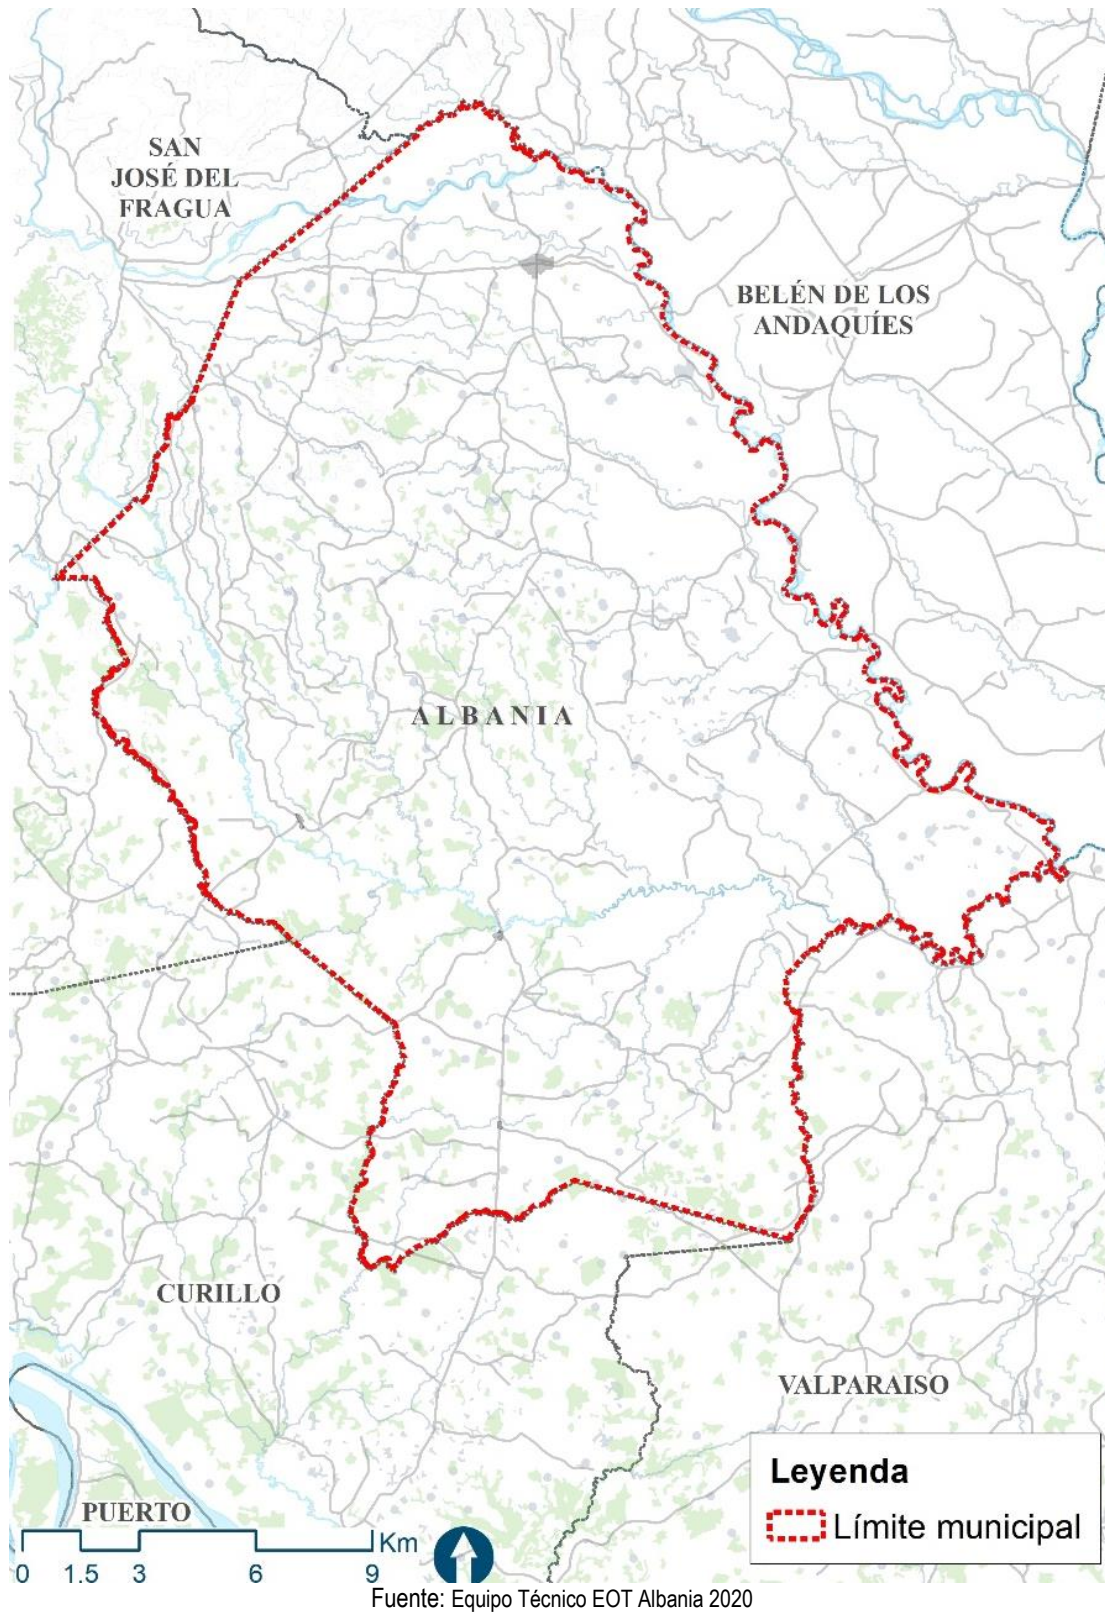 SAN
JOSÉ DEL
FRAGUA
BELÉN DE LOS
ANDAQUÍES
ALBANIA
CURILLO
VALPARAISO
PUERTO
Leyenda
Límite municipal
Km
0 1.5 3 6 9
Fuente: Equipo Técnico EOT Albania 2020